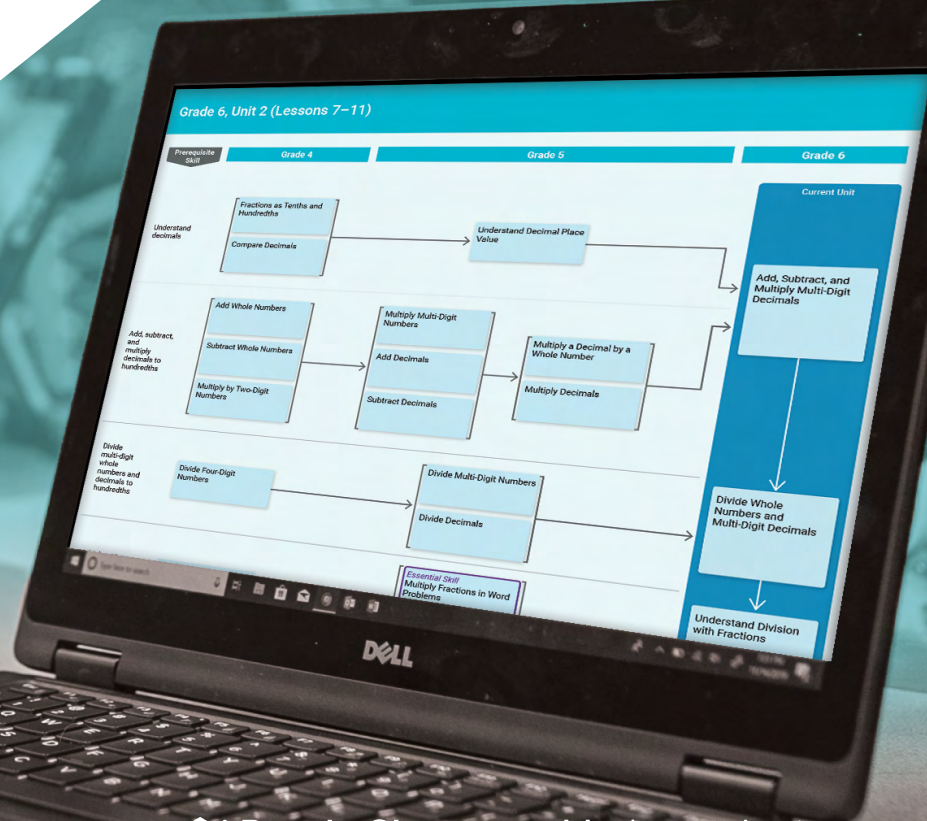 Grade 6, Unit 2 (Lessons 7–11)
Prerequisite
Skill
Grade 4
Grade 5
Grade 6
Current Unit
Understand
decimals
Fractions as Tenths and
Hundredths
Compare Decimals
Understand Decimal Place
Value
Add, Subtract, and
Multiply Multi-Digit
Decimals
Add, subtract,
and
multiply
decimals to
hundredths
Add Whole Numbers
Subtract Whole Numbers
Multiply by Two-Digit
Numbers
Multiply Multi-Digit
Numbers
Add Decimals
Subtract Decimals
Multiply a Decimal by a
Whole Number
Multiply Decimals
Divide
multi-digit
whole
numbers and
decimals to
hundredths
Divide Four-Digit
Numbers
Divide Multi-Digit Numbers
Divide Decimals
Divide Whole
Numbers and
Multi-Digit Decimals
Essential Skill
Multiply Fractions in Word
Problems
Understand Division
with Fractions
Type here to search
DELL